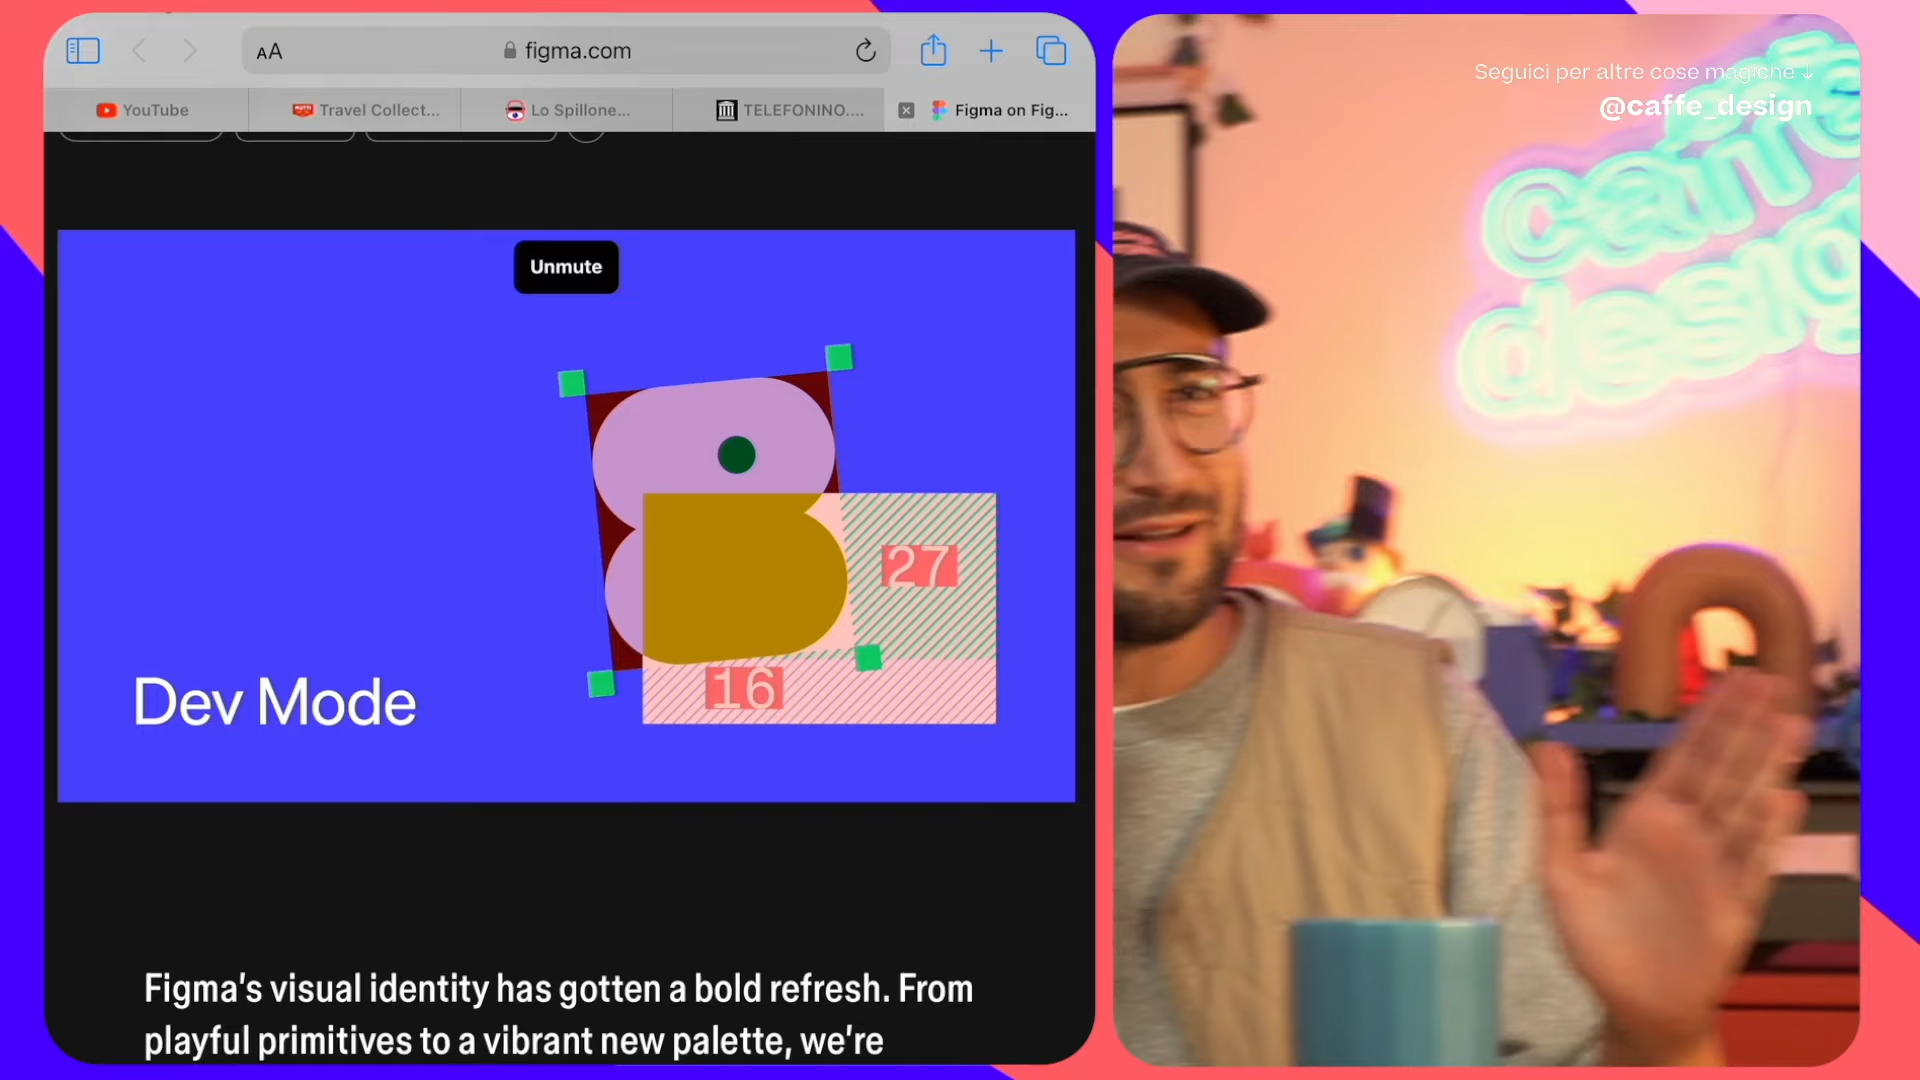 AA
figma.com
YouTube
Travel Collect...
Lo Spillone...
TELEFONINO....
Figma on Fig...
Unmute
27
16
Dev Mode
Figma's visual identity has gotten a bold refresh. From
playful primitives to a vibrant new palette, we're
Seguici per altre cose magiche ↓
@caffe_design
design